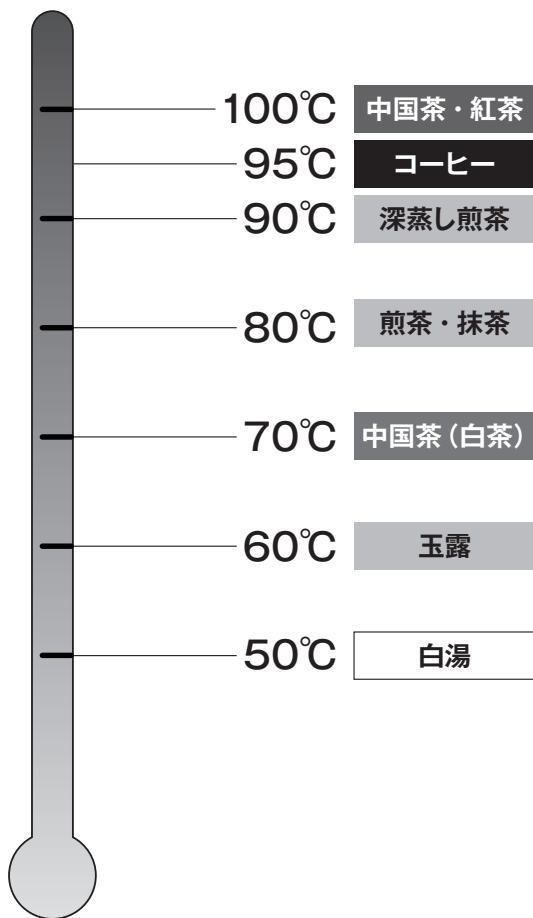 100℃ 中国茶・紅茶
95℃ コーヒー
90℃ 深蒸し煎茶
80℃ 煎茶・抹茶
70℃ 中国茶(白茶)
60℃ 玉露
50℃ 白湯